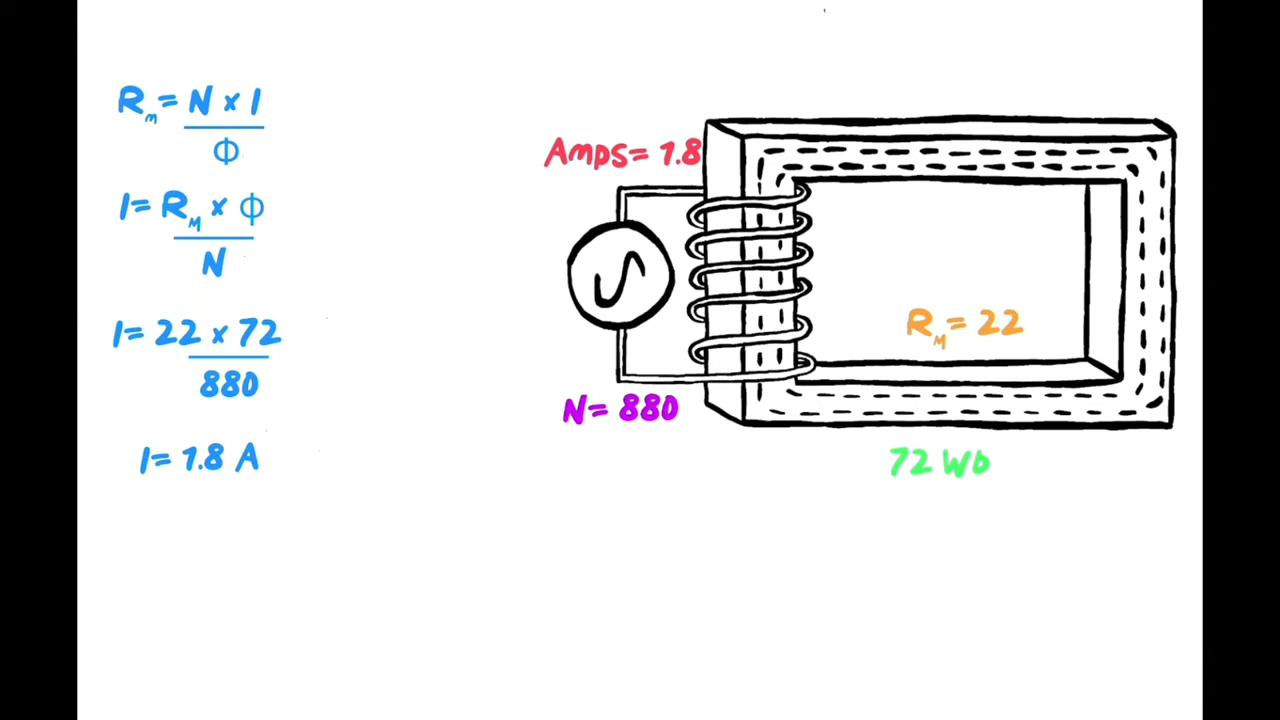 Rm = N x I
Φ
I = RM x Φ
N
I = 22 x 72
880
I = 1.8 A
Amps = 1.8
N = 880
RM = 22
72 Wb